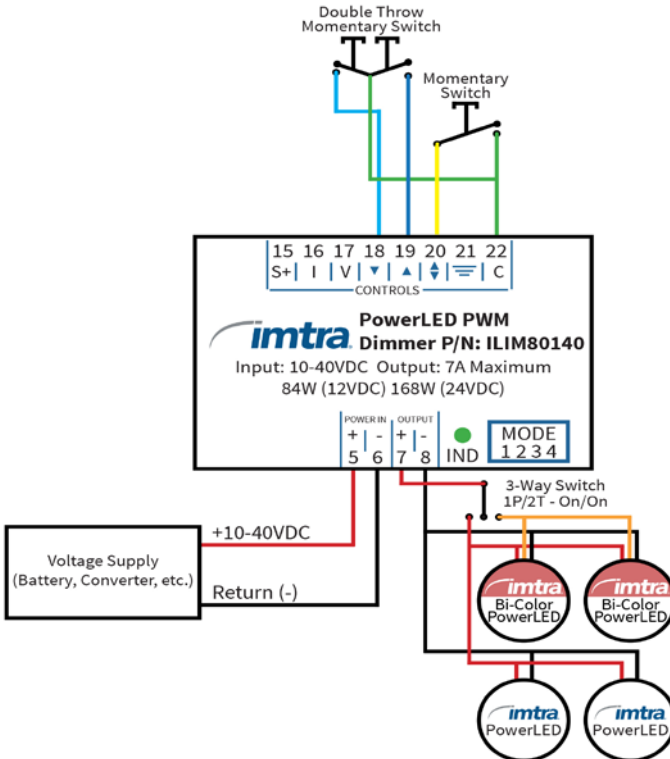 Double Throw
Momentary Switch
Momentary
Switch
15 16 17 18 19 20 21 22
S+ I V ▼ ▲ C
CONTROLS
imtra PowerLED PWM
Dimmer P/N: ILIM80140
Input: 10-40VDC Output: 7A Maximum
84W (12VDC) 168W (24VDC)
POWER IN OUTPUT
+ - + -
5 6 7 8
IND
MODE
1 2 3 4
3-Way Switch
1P/2T - On/On
+10-40VDC
Voltage Supply
(Battery, Converter, etc.)
Return (-)
imtra
Bi-Color
PowerLED
imtra
Bi-Color
PowerLED
imtra
PowerLED
imtra
PowerLED